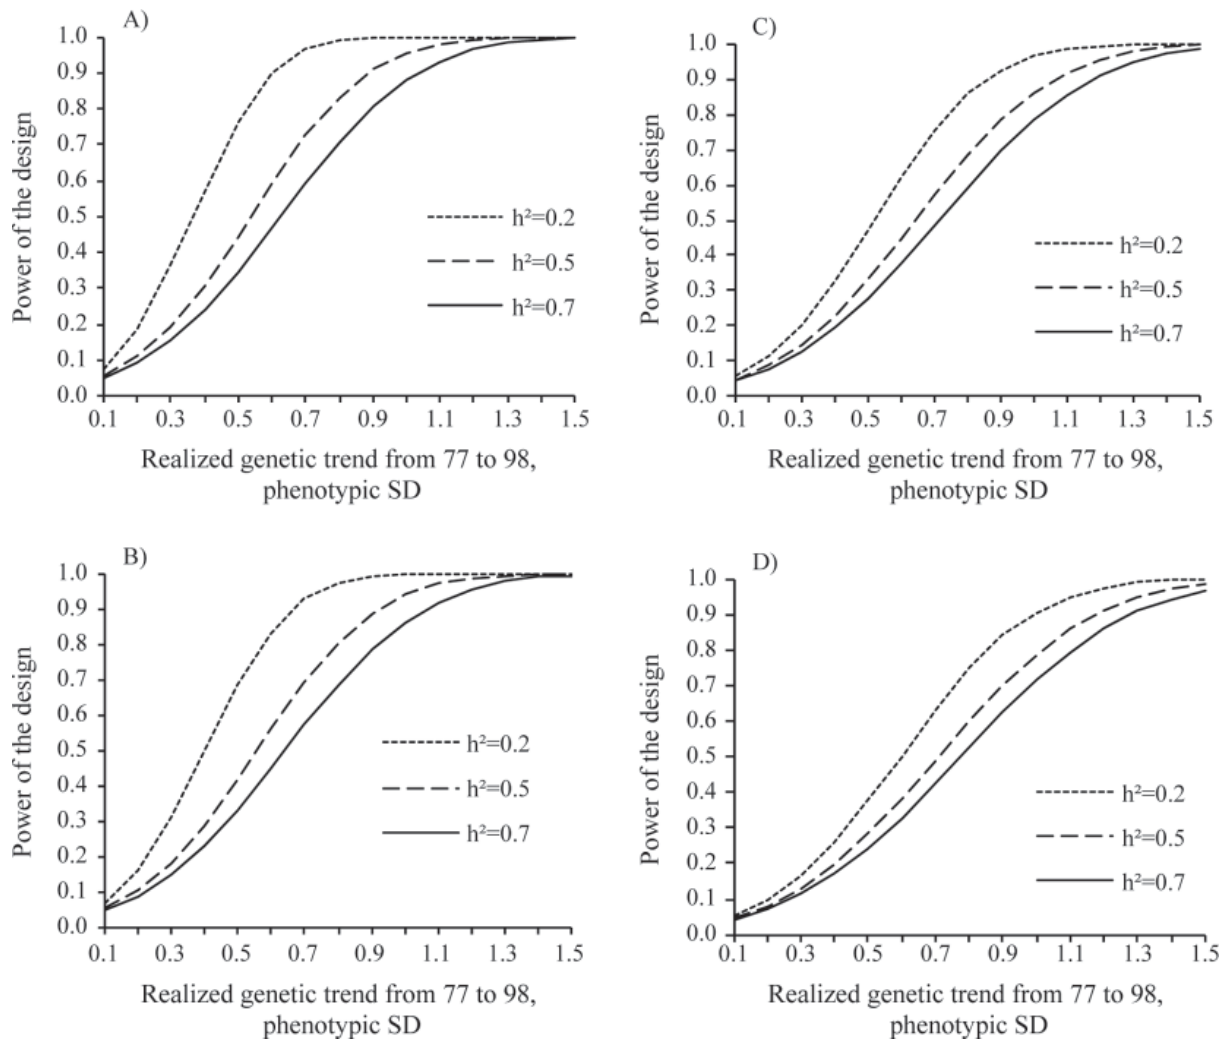 A)
Power of the design
1.0
0.9
0.8
0.7
0.6
0.5
0.4
0.3
0.2
0.1
0.0
h²=0.2
h²=0.5
h²=0.7
0.1 0.3 0.5 0.7 0.9 1.1 1.3 1.5
Realized genetic trend from 77 to 98,
phenotypic SD
C)
Power of the design
1.0
0.9
0.8
0.7
0.6
0.5
0.4
0.3
0.2
0.1
0.0
h²=0.2
h²=0.5
h²=0.7
0.1 0.3 0.5 0.7 0.9 1.1 1.3 1.5
Realized genetic trend from 77 to 98,
phenotypic SD
B)
Power of the design
1.0
0.9
0.8
0.7
0.6
0.5
0.4
0.3
0.2
0.1
0.0
h²=0.2
h²=0.5
h²=0.7
0.1 0.3 0.5 0.7 0.9 1.1 1.3 1.5
Realized genetic trend from 77 to 98,
phenotypic SD
D)
Power of the design
1.0
0.9
0.8
0.7
0.6
0.5
0.4
0.3
0.2
0.1
0.0
h²=0.2
h²=0.5
h²=0.7
0.1 0.3 0.5 0.7 0.9 1.1 1.3 1.5
Realized genetic trend from 77 to 98,
phenotypic SD